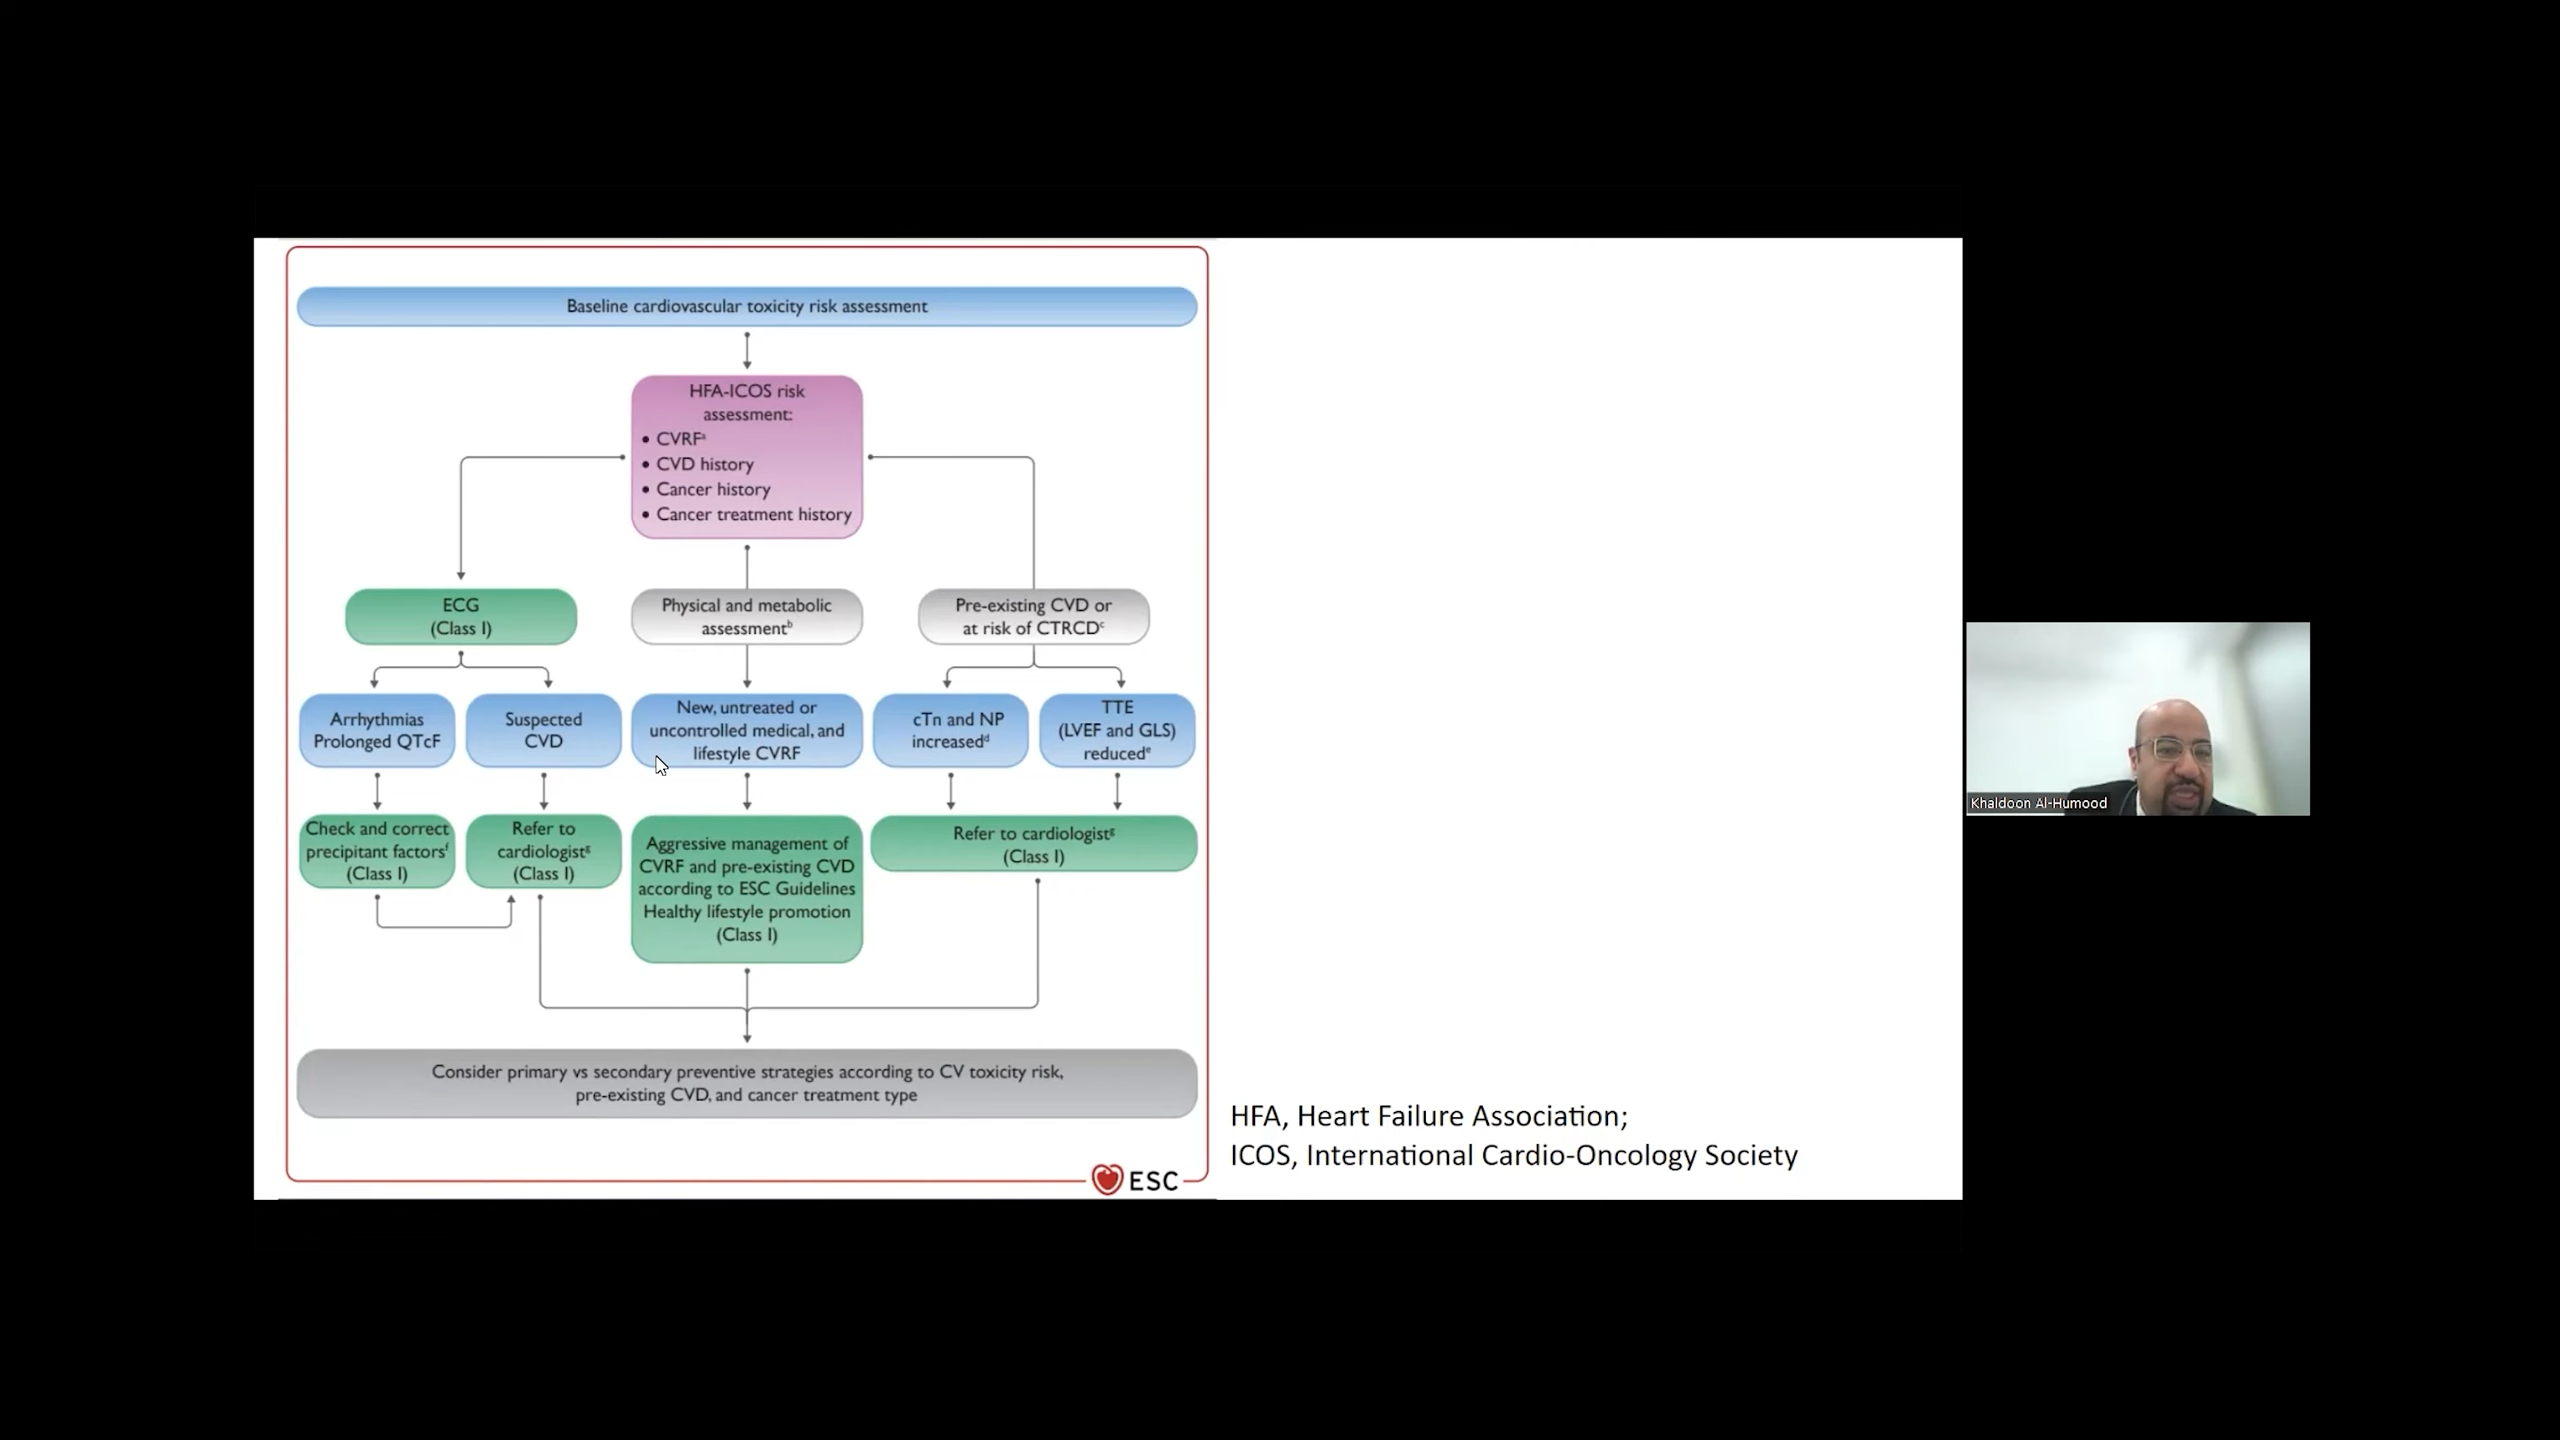 Baseline cardiovascular toxicity risk assessment
HFA-ICOS risk
assessment:
• CVRFᵃ
• CVD history
• Cancer history
• Cancer treatment history
ECG
(Class I)
Physical and metabolic
assessmentᵇ
Pre-existing CVD or
at risk of CTRCDᶜ
Arrhythmias
Prolonged QTcF
Suspected
CVD
New, untreated or
uncontrolled medical, and
lifestyle CVRF
cTn and NP
increasedᵈ
TTE
(LVEF and GLS)
reducedᵉ
Check and correct
precipitant factorsᶠ
(Class I)
Refer to
cardiologistᵍ
(Class I)
Aggressive management of
CVRF and pre-existing CVD
according to ESC Guidelines
Healthy lifestyle promotion
(Class I)
Refer to cardiologistᵍ
(Class I)
Consider primary vs secondary preventive strategies according to CV toxicity risk,
pre-existing CVD, and cancer treatment type
ESC
HFA, Heart Failure Association;
ICOS, International Cardio-Oncology Society
Khaldoon Al-Humood